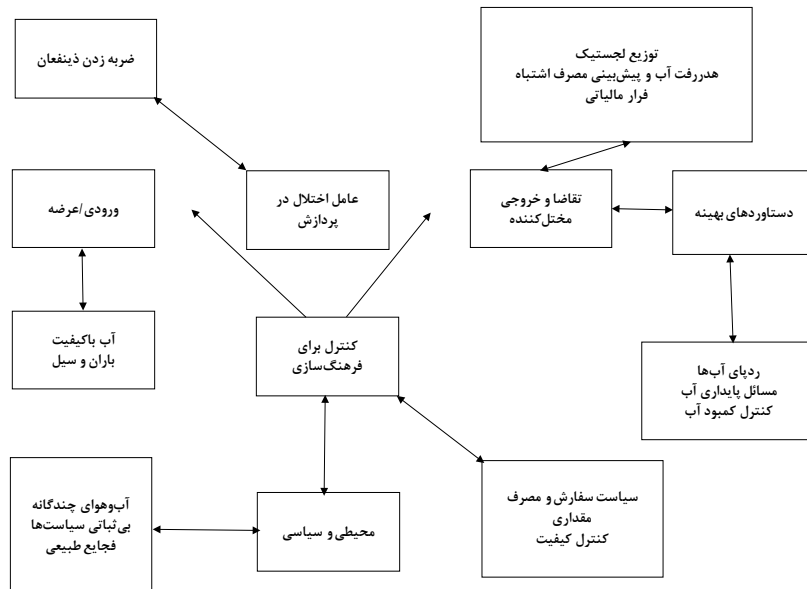 توزیع لجستیک
هدررفت آب و پیش‌بینی مصرف اشتباه
فرار مالیاتی
ضربه زدن ذینفعان
تقاضا و خروجی
مختل‌کننده
دستاوردهای بهینه
عامل اختلال در
پردازش
ورودی/عرضه
کنترل برای
فرهنگ‌سازی
آب باکیفیت
باران و سیل
ردپای آب‌ها
مسائل پایداری آب
کنترل کمبود آب
سیاست سفارش و مصرف
مقداری
کنترل کیفیت
محیطی و سیاسی
آب‌وهوای چندگانه
بی‌ثباتی سیاست‌ها
فجایع طبیعی